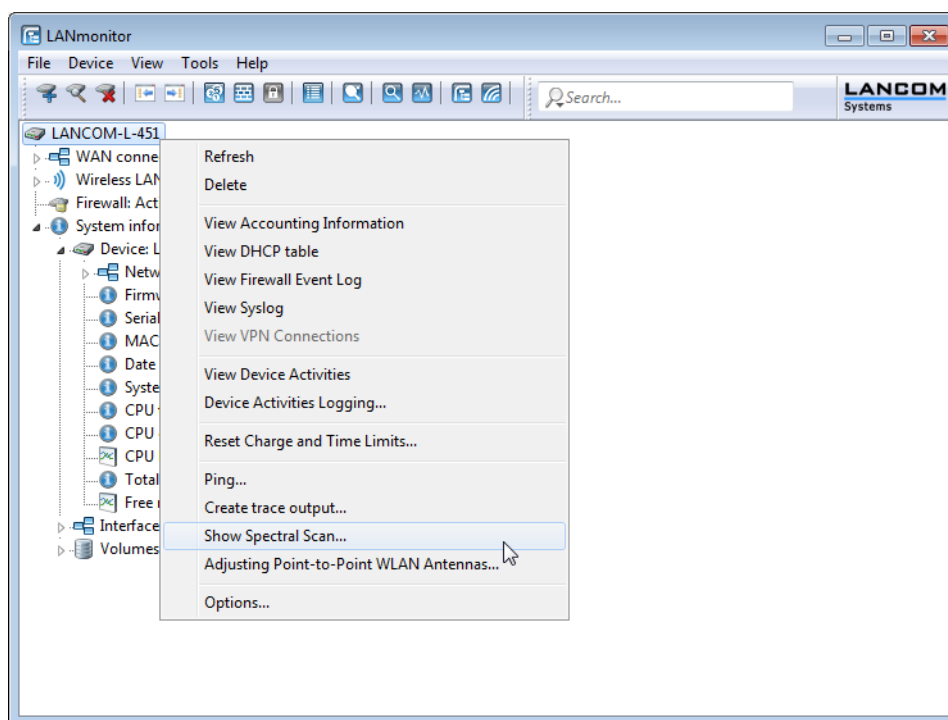 LANmonitor
File Device View Tools Help
Search...
LANCOM
Systems
LANCOM-L-451
WAN conne
Wireless LAN
Firewall: Act
System infor
Device: L
Netw
Firmw
Serial
MAC
Date
Syste
CPU
CPU
CPU
Total
Free
Interface
Volumes
Refresh
Delete
View Accounting Information
View DHCP table
View Firewall Event Log
View Syslog
View VPN Connections
View Device Activities
Device Activities Logging...
Reset Charge and Time Limits...
Ping...
Create trace output...
Show Spectral Scan...
Adjusting Point-to-Point WLAN Antennas...
Options...